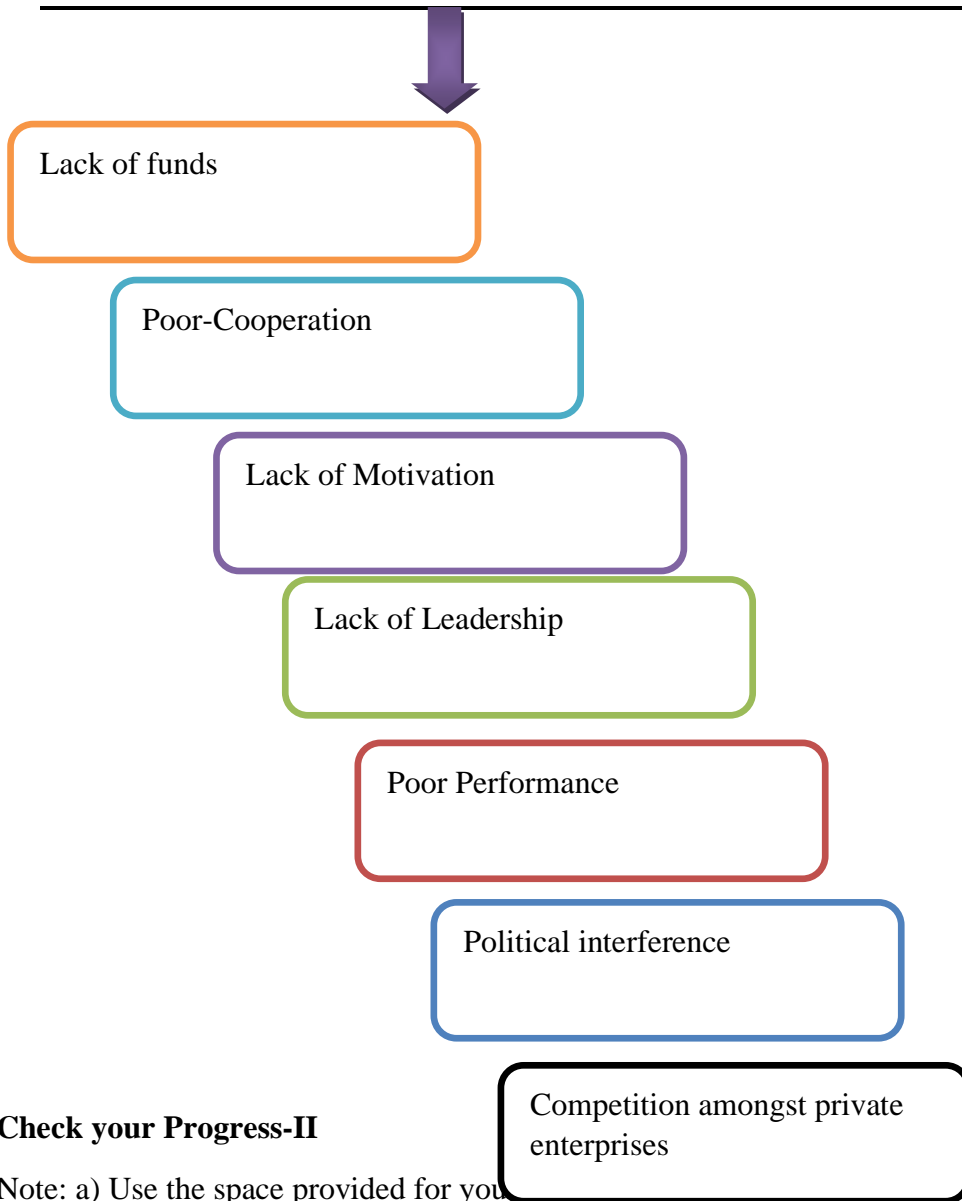 Lack of funds
Poor-Cooperation
Lack of Motivation
Lack of Leadership
Poor Performance
Political interference
Competition amongst private
enterprises
Check your Progress-II
Note: a) Use the space provided for you